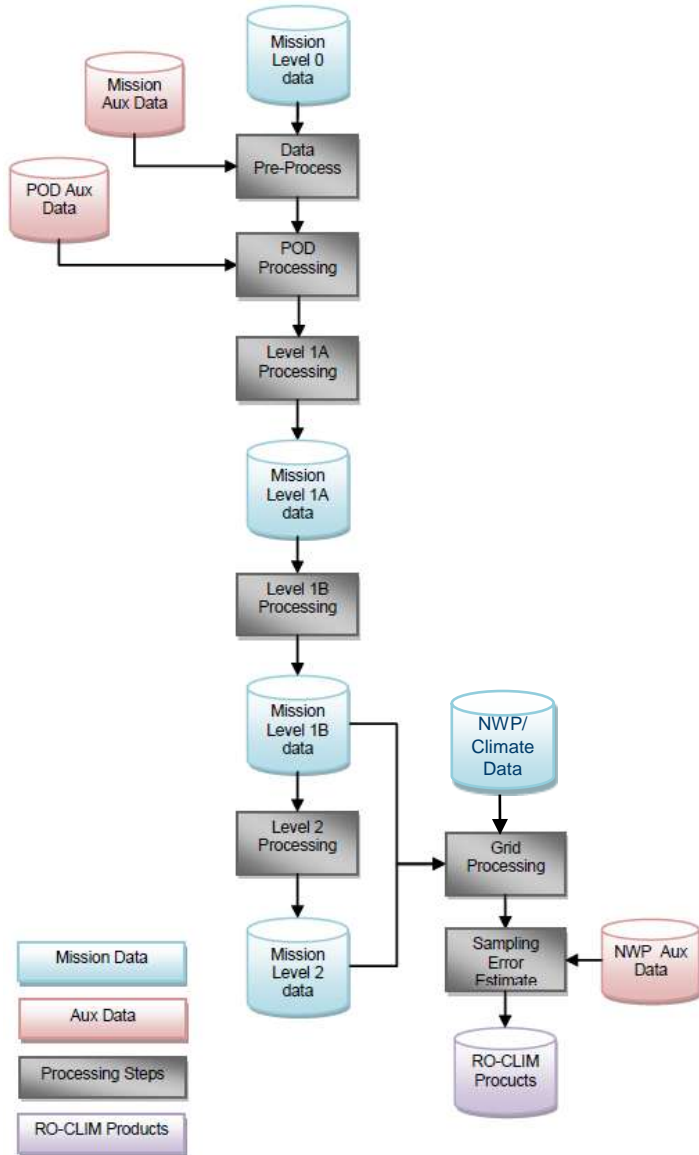 Mission
Level 0
data
Mission
Aux Data
Data
Pre-Process
POD Aux
Data
POD
Processing
Level 1A
Processing
Mission
Level 1A
data
Level 1B
Processing
Mission
Level 1B
data
NWP/
Climate
Data
Level 2
Processing
Grid
Processing
Mission
Level 2
data
Sampling
Error
Estimate
NWP Aux
Data
RO-CLIM
Procucts
Mission Data
Aux Data
Processing Steps
RO-CLIM Products